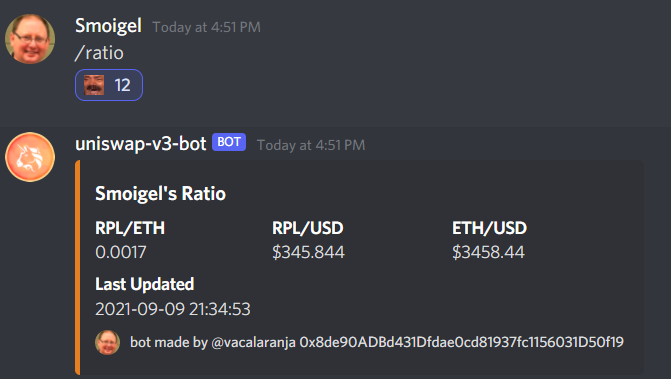 Smoigel Today at 4:51 PM
/ratio
12
uniswap-v3-bot BOT Today at 4:51 PM
Smoigel's Ratio
RPL/ETH RPL/USD ETH/USD
0.0017 $345.844 $3458.44
Last Updated
2021-09-09 21:34:53
bot made by @vacalaranja 0x8de90ADBd431Dfdae0cd81937fc1156031D50f19